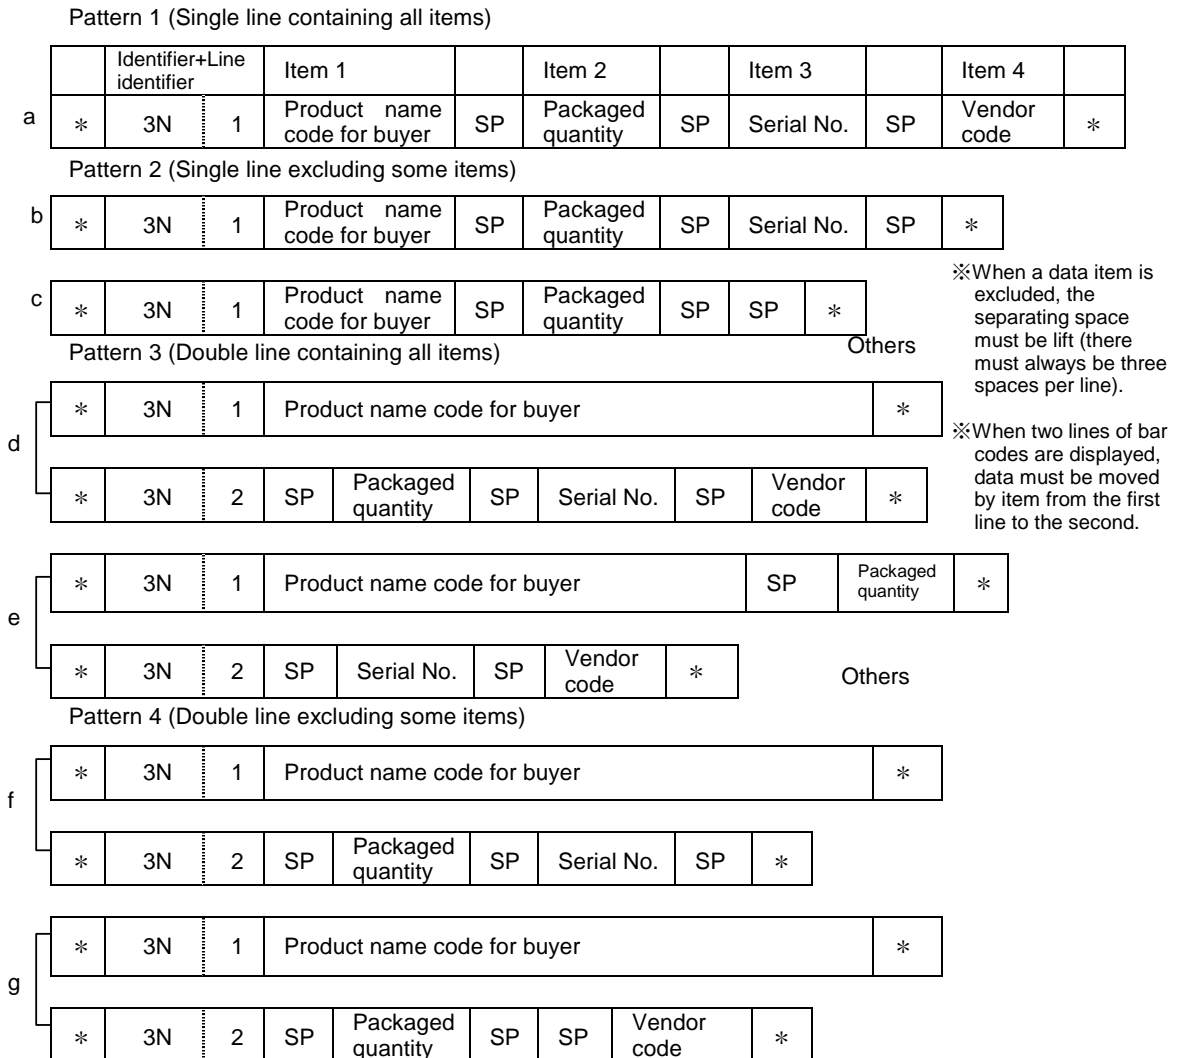 Pattern 1 (Single line containing all items)
Identifier+Line identifier Item 1 Item 2 Item 3 Item 4
a * 3N 1 Product name code for buyer SP Packaged quantity SP Serial No. SP Vendor code *
Pattern 2 (Single line excluding some items)
b * 3N 1 Product name code for buyer SP Packaged quantity SP Serial No. SP *
c * 3N 1 Product name code for buyer SP Packaged quantity SP SP *
Others
※When a data item is
excluded, the
separating space
must be lift (there
must always be three
spaces per line).
※When two lines of bar
codes are displayed,
data must be moved
by item from the first
line to the second.
Pattern 3 (Double line containing all items)
d * 3N 1 Product name code for buyer *
* 3N 2 SP Packaged quantity SP Serial No. SP Vendor code *
e * 3N 1 Product name code for buyer SP Packaged quantity *
* 3N 2 SP Serial No. SP Vendor code *
Others
Pattern 4 (Double line excluding some items)
f * 3N 1 Product name code for buyer *
* 3N 2 SP Packaged quantity SP Serial No. SP *
g * 3N 1 Product name code for buyer *
* 3N 2 SP Packaged quantity SP SP Vendor code *